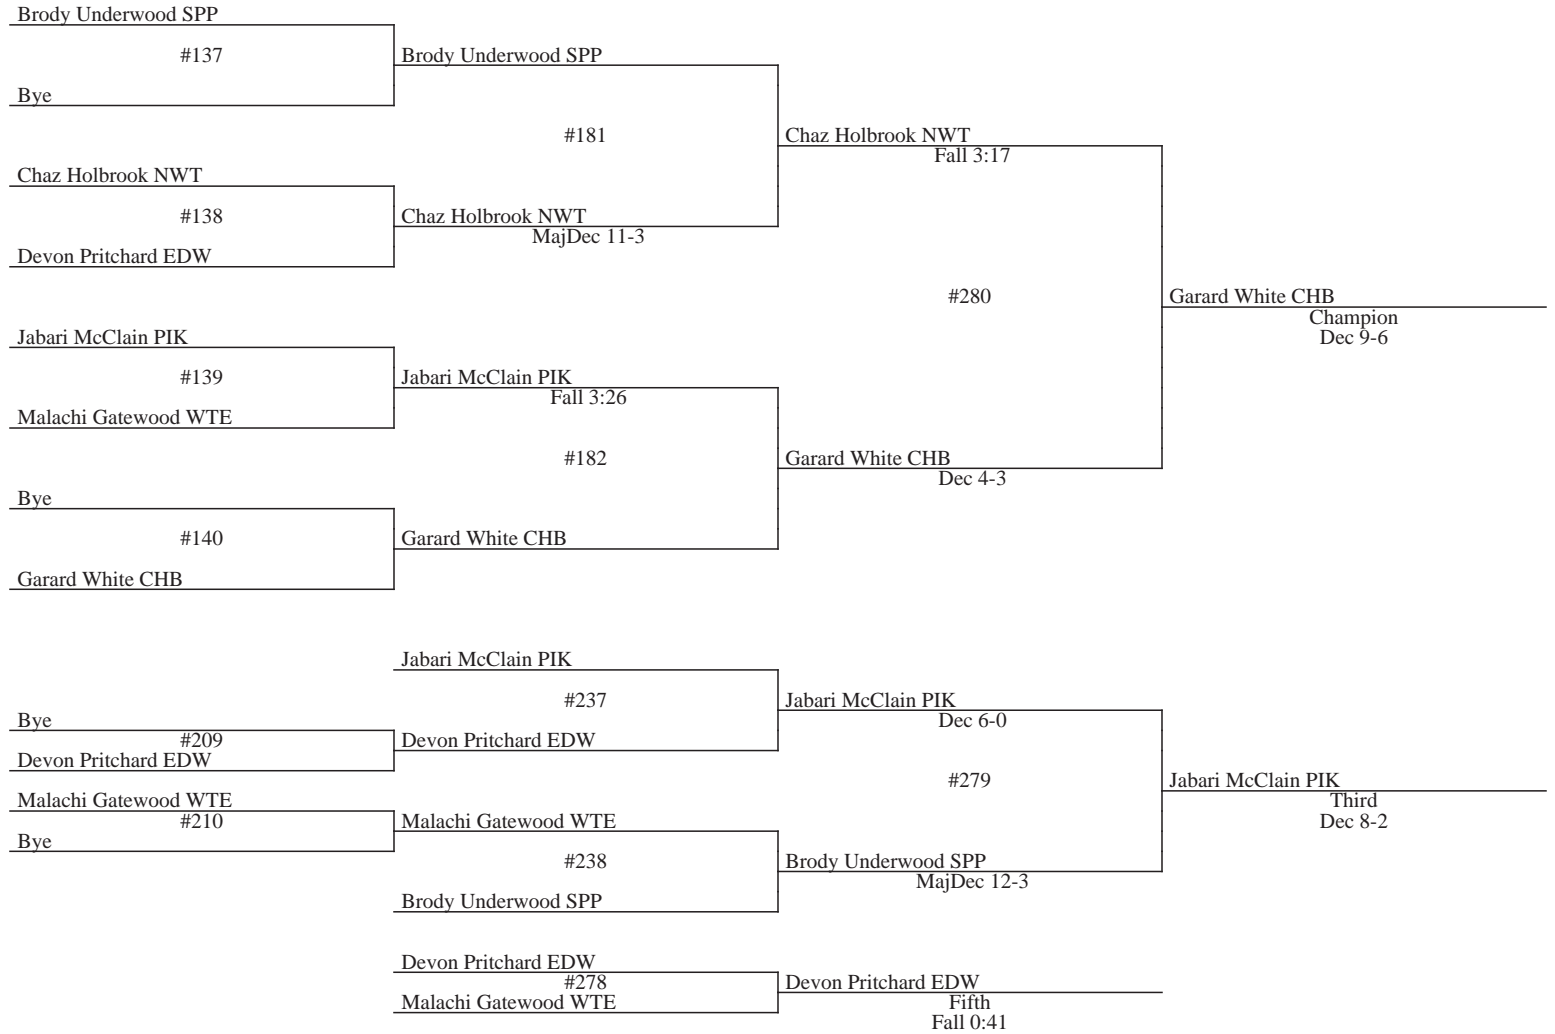 Brody Underwood SPP
#137
Brody Underwood SPP
Bye
#181
Chaz Holbrook NWT
Fall 3:17
Chaz Holbrook NWT
#138
Chaz Holbrook NWT
MajDec 11-3
Devon Pritchard EDW
#280
Garard White CHB
Champion
Dec 9-6
Jabari McClain PIK
#139
Jabari McClain PIK
Fall 3:26
Malachi Gatewood WTE
#182
Garard White CHB
Dec 4-3
Bye
#140
Garard White CHB
Garard White CHB
Jabari McClain PIK
#237
Jabari McClain PIK
Dec 6-0
Bye
#209
Devon Pritchard EDW
Devon Pritchard EDW
#279
Jabari McClain PIK
Third
Dec 8-2
Malachi Gatewood WTE
#210
Malachi Gatewood WTE
Bye
#238
Brody Underwood SPP
MajDec 12-3
Brody Underwood SPP
Devon Pritchard EDW
#278
Devon Pritchard EDW
Fifth
Fall 0:41
Malachi Gatewood WTE